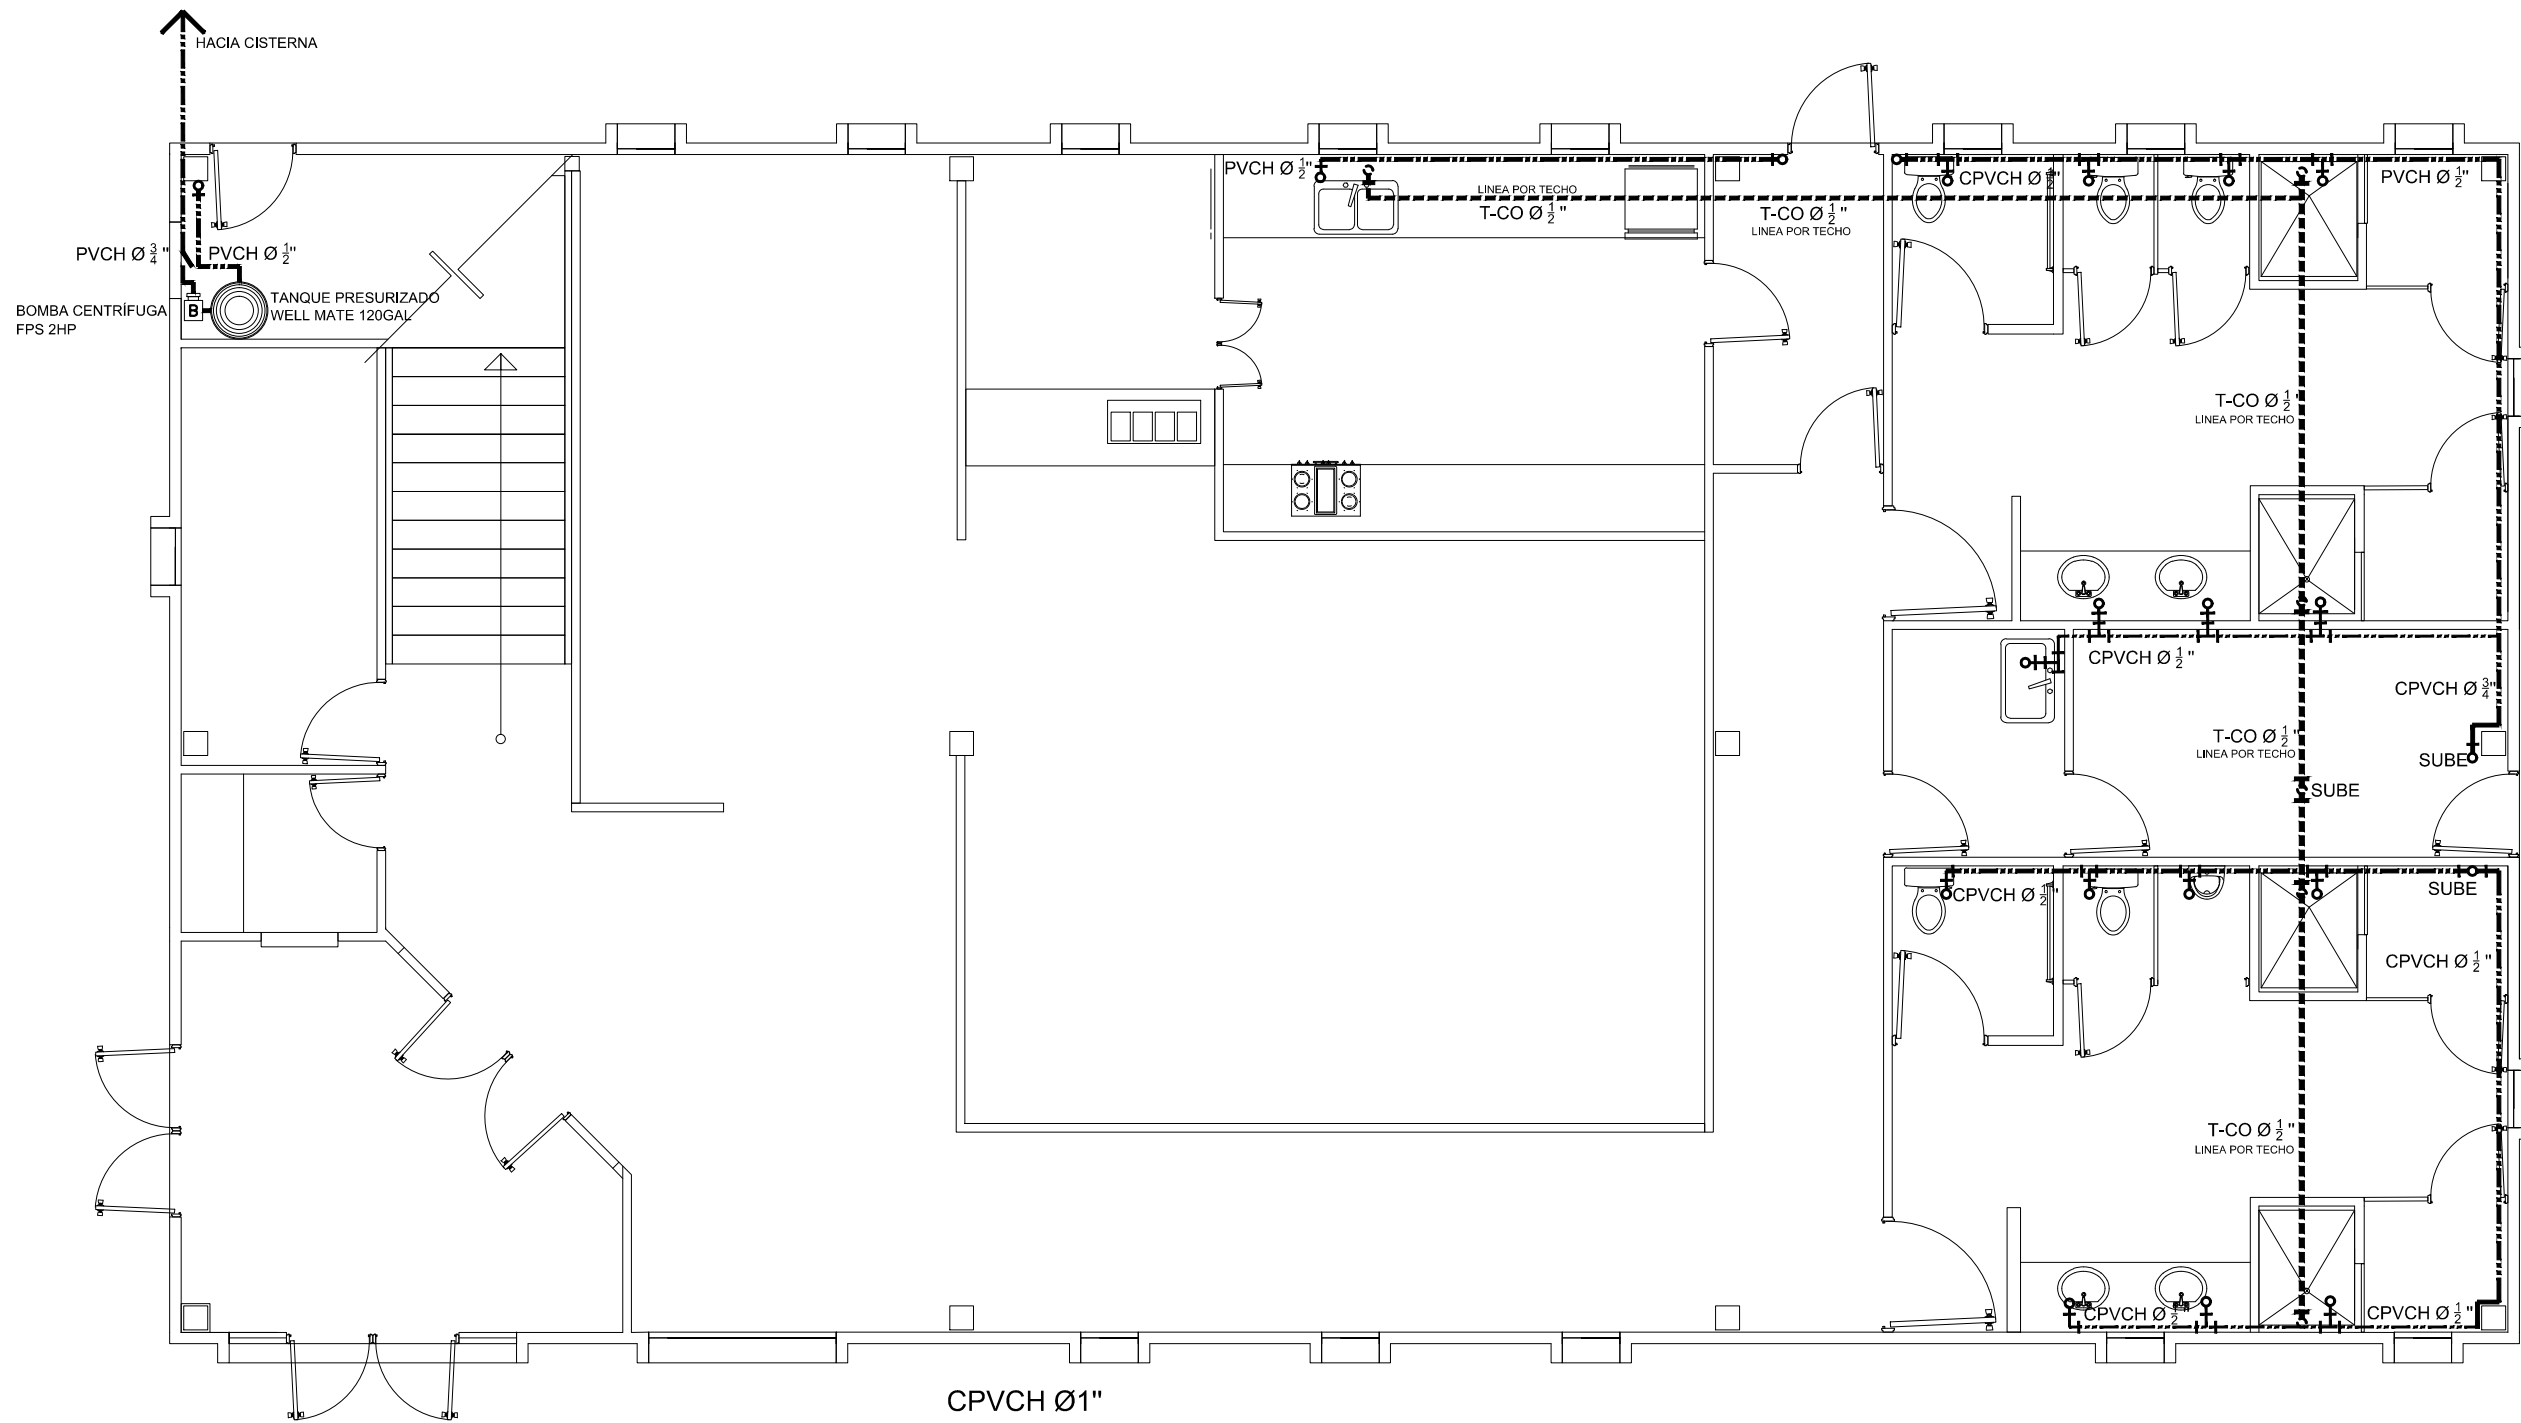 HACIA CISTERNA
PVCH Ø 3/4 "
PVCH Ø 1/2"
BOMBA CENTRÍFUGA
FPS 2HP
B
TANQUE PRESURIZADO
WELL MATE 120GAL
PVCH Ø 1/2"
LINEA POR TECHO
T-CO Ø 1/2"
T-CO Ø 1/2"
LINEA POR TECHO
CPVCH Ø 1/2"
PVCH Ø 1/2"
T-CO Ø 1/2"
LINEA POR TECHO
CPVCH Ø 1/2"
CPVCH Ø 3/4"
T-CO Ø 1/2"
LINEA POR TECHO
SUBE
SUBE
CPVCH Ø 1/2"
SUBE
CPVCH Ø 1/2"
T-CO Ø 1/2"
LINEA POR TECHO
CPVCH Ø 1/2"
CPVCH Ø 1/2"
CPVCH Ø1"